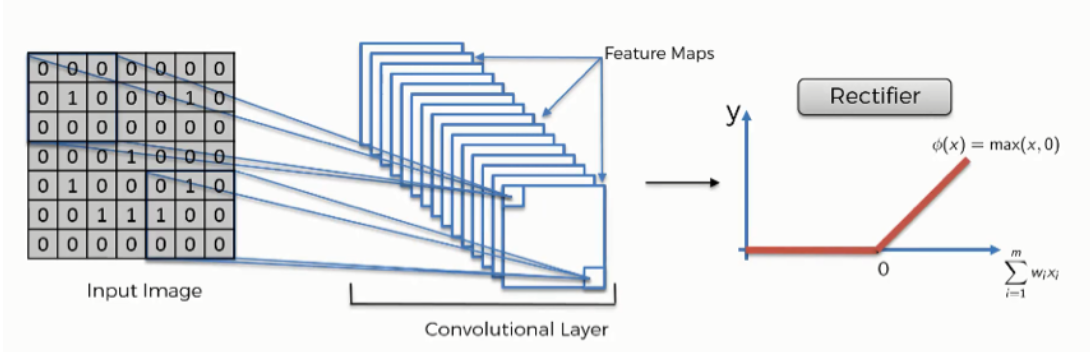 0 0 0 0 0 0 0
0 1 0 0 0 1 0
0 0 0 0 0 0 0
0 0 0 1 0 0 0
0 1 0 0 0 1 0
0 0 1 1 1 0 0
0 0 0 0 0 0 0
Input Image
Feature Maps
Convolutional Layer
Rectifier
y
ϕ(x) = max(x, 0)
0
m
∑ wᵢxᵢ
i=1